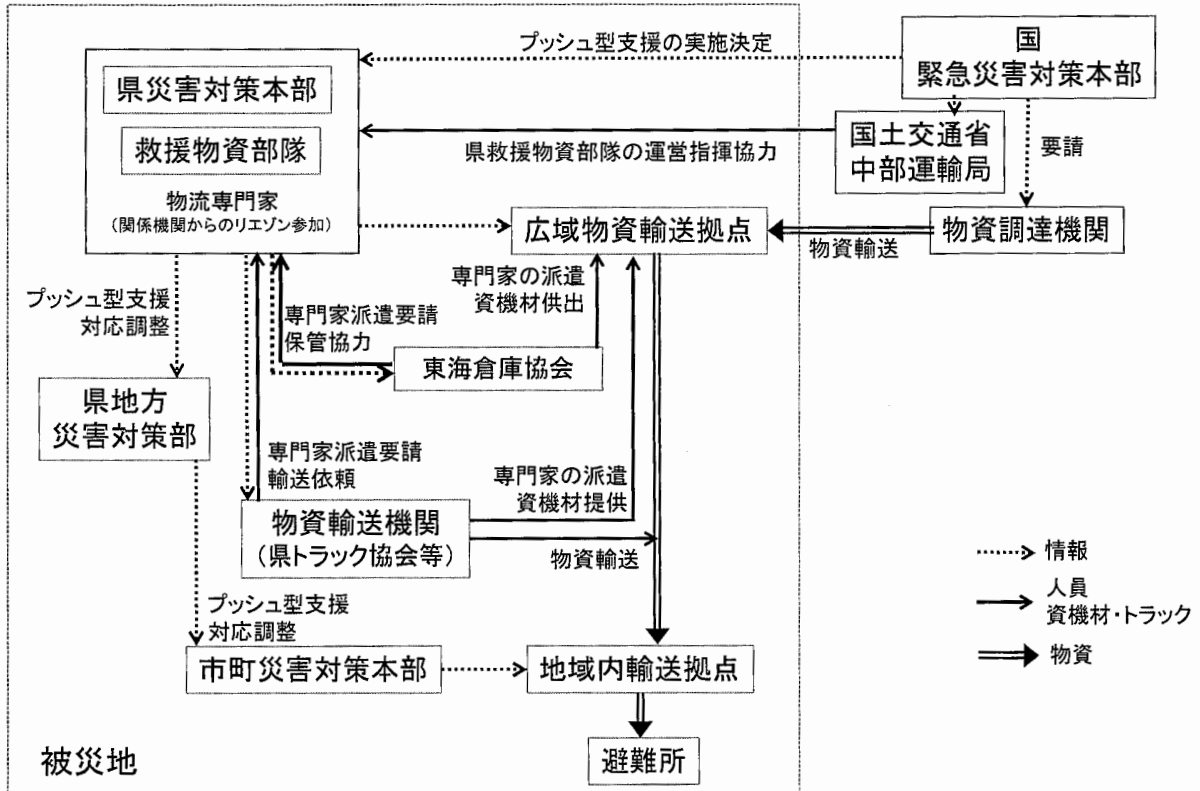 プッシュ型支援の実施決定
国
緊急災害対策本部
県災害対策本部
救援物資部隊
物流専門家
（関係機関からのリエゾン参加）
県救援物資部隊の運営指揮協力
国土交通省
中部運輸局
要請
広域物資輸送拠点
物資輸送
物資調達機関
プッシュ型支援
対応調整
専門家派遣要請
保管協力
専門家の派遣
資機材供出
東海倉庫協会
県地方
災害対策部
専門家派遣要請
輸送依頼
専門家の派遣
資機材提供
物資輸送機関
（県トラック協会等）
物資輸送
プッシュ型支援
対応調整
市町災害対策本部
地域内輸送拠点
避難所
被災地
情報
人員
資機材・トラック
物資